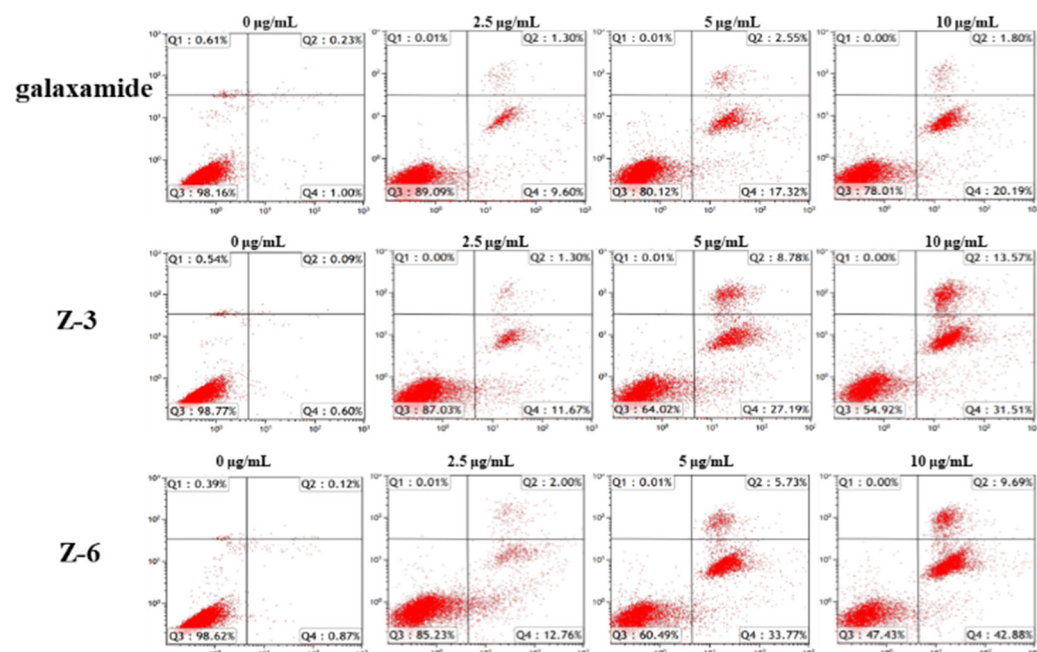 0 µg/mL 2.5 µg/mL 5 µg/mL 10 µg/mL
galaxamide
Q1 : 0.61% Q2 : 0.23% Q1 : 0.01% Q2 : 1.30% Q1 : 0.01% Q2 : 2.55% Q1 : 0.00% Q2 : 1.80%
Q3 : 98.16% Q4 : 1.00% Q3 : 89.09% Q4 : 9.60% Q3 : 80.12% Q4 : 17.32% Q3 : 78.01% Q4 : 20.19%
0 µg/mL 2.5 µg/mL 5 µg/mL 10 µg/mL
Z-3
Q1 : 0.54% Q2 : 0.09% Q1 : 0.00% Q2 : 1.30% Q1 : 0.01% Q2 : 8.78% Q1 : 0.00% Q2 : 13.57%
Q3 : 98.77% Q4 : 0.60% Q3 : 87.03% Q4 : 11.67% Q3 : 64.02% Q4 : 27.19% Q3 : 54.92% Q4 : 31.51%
0 µg/mL 2.5 µg/mL 5 µg/mL 10 µg/mL
Z-6
Q1 : 0.39% Q2 : 0.12% Q1 : 0.01% Q2 : 2.00% Q1 : 0.01% Q2 : 5.73% Q1 : 0.00% Q2 : 9.69%
Q3 : 98.62% Q4 : 0.87% Q3 : 85.23% Q4 : 12.76% Q3 : 60.49% Q4 : 33.77% Q3 : 47.43% Q4 : 42.88%